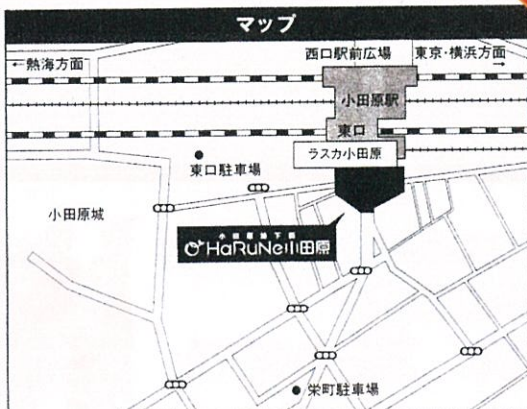 マップ
西口駅前広場
←熱海方面
東京・横浜方面→
小田原駅
東口
ラスカ小田原
東口駐車場
小田原城
小田原地下街
HaRuNe小田原
栄町駐車場